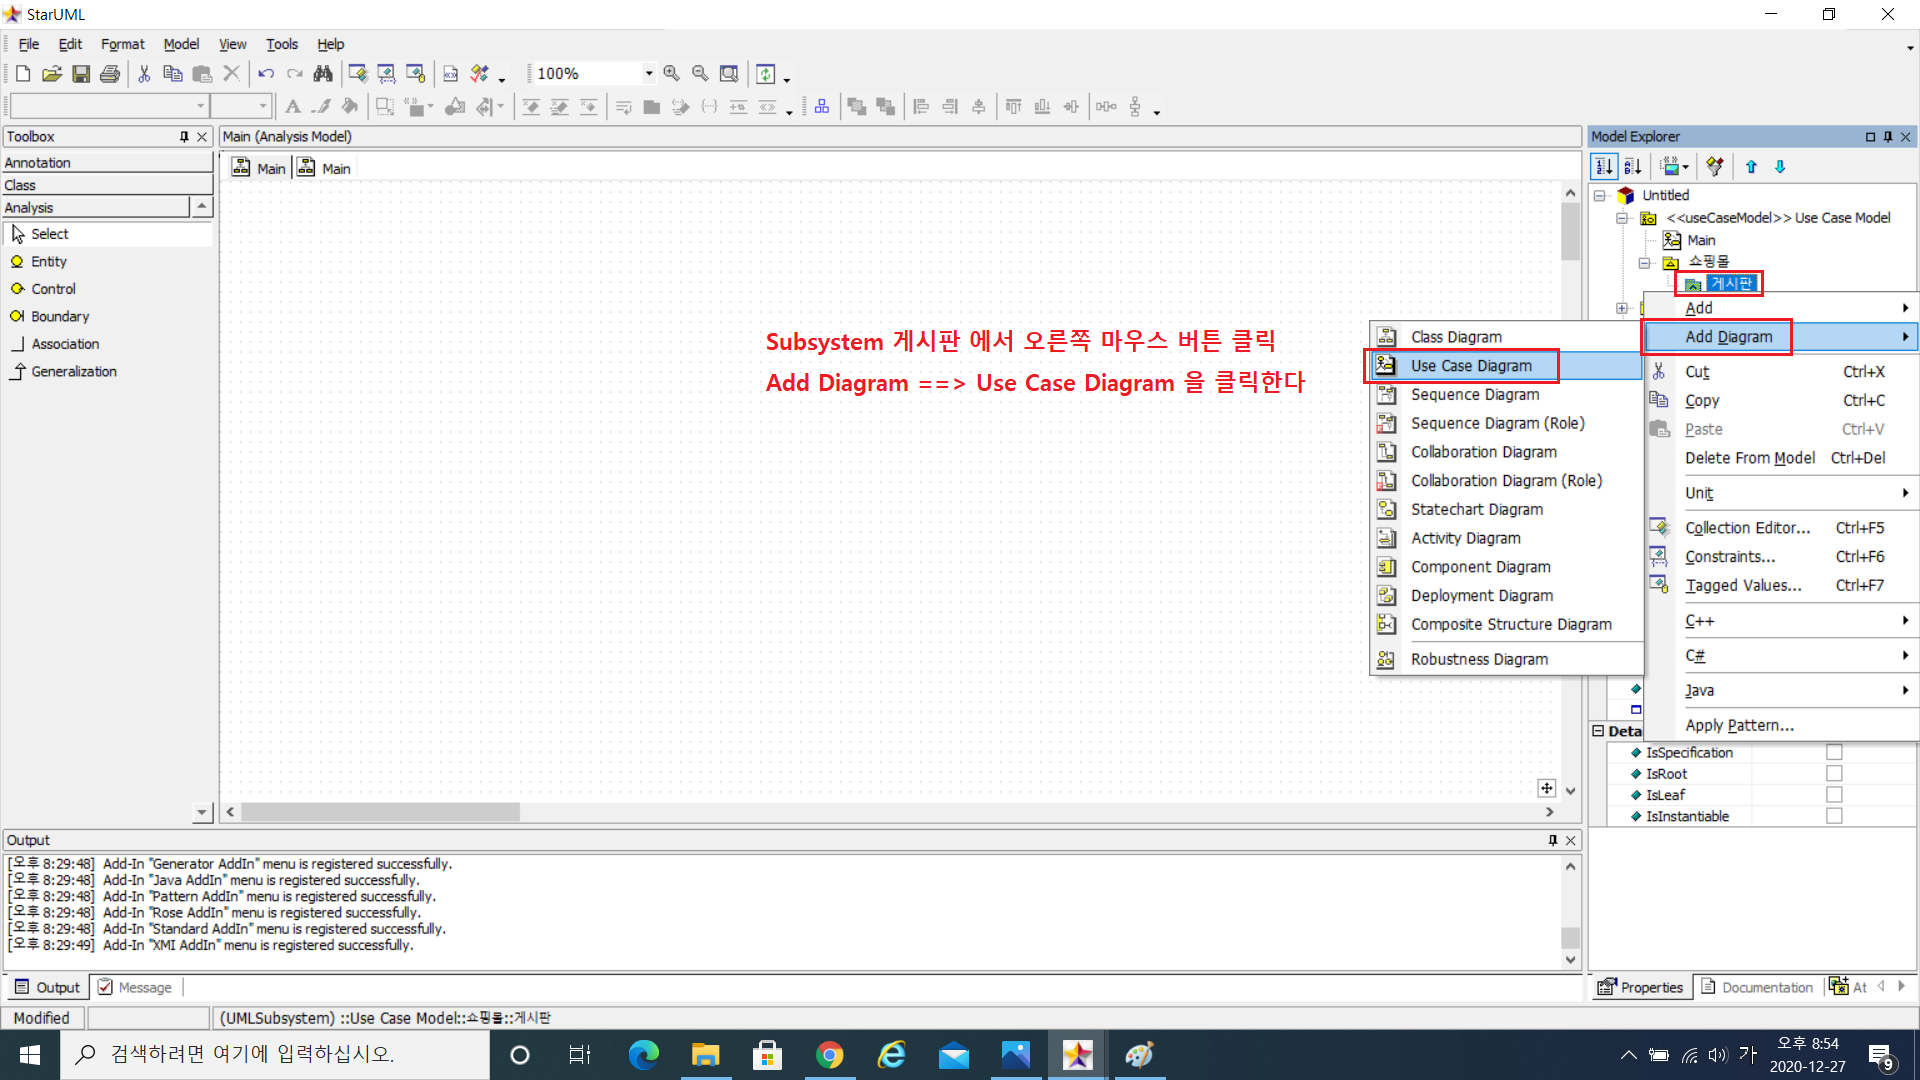 StarUML
File Edit Format Model View Tools Help
100%
Toolbox
Main (Analysis Model)
Model Explorer
Annotation
Class
Analysis
Select
Entity
Control
Boundary
Association
Generalization
Main
Main
Untitled
<<useCaseModel>> Use Case Model
Main
쇼핑몰
게시판
Subsystem 게시판 에서 오른쪽 마우스 버튼 클릭
Add Diagram ==> Use Case Diagram 을 클릭한다
Class Diagram
Use Case Diagram
Sequence Diagram
Sequence Diagram (Role)
Collaboration Diagram
Collaboration Diagram (Role)
Statechart Diagram
Activity Diagram
Component Diagram
Deployment Diagram
Composite Structure Diagram
Robustness Diagram
Add
Add Diagram
Cut Ctrl+X
Copy Ctrl+C
Paste Ctrl+V
Delete From Model Ctrl+Del
Unit
Collection Editor... Ctrl+F5
Constraints... Ctrl+F6
Tagged Values... Ctrl+F7
C++
C#
Java
Apply Pattern...
Deta
IsSpecification
IsRoot
IsLeaf
IsInstantiable
Output
[오후 8:29:48] Add-In "Generator AddIn" menu is registered successfully.
[오후 8:29:48] Add-In "Java AddIn" menu is registered successfully.
[오후 8:29:48] Add-In "Pattern AddIn" menu is registered successfully.
[오후 8:29:48] Add-In "Rose AddIn" menu is registered successfully.
[오후 8:29:48] Add-In "Standard AddIn" menu is registered successfully.
[오후 8:29:49] Add-In "XMI AddIn" menu is registered successfully.
Output Message
Properties Documentation At
Modified
(UMLSubsystem) ::Use Case Model::쇼핑몰::게시판
검색하려면 여기에 입력하십시오.
가
오후 8:54
2020-12-27
9